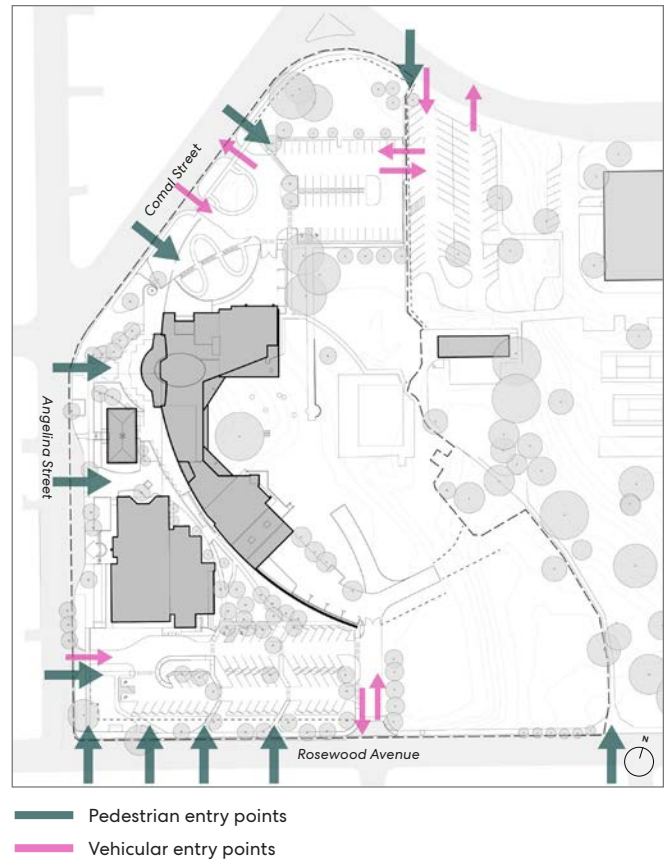 Comal Street
Angelina Street
Rosewood Avenue
N
Pedestrian entry points
Vehicular entry points